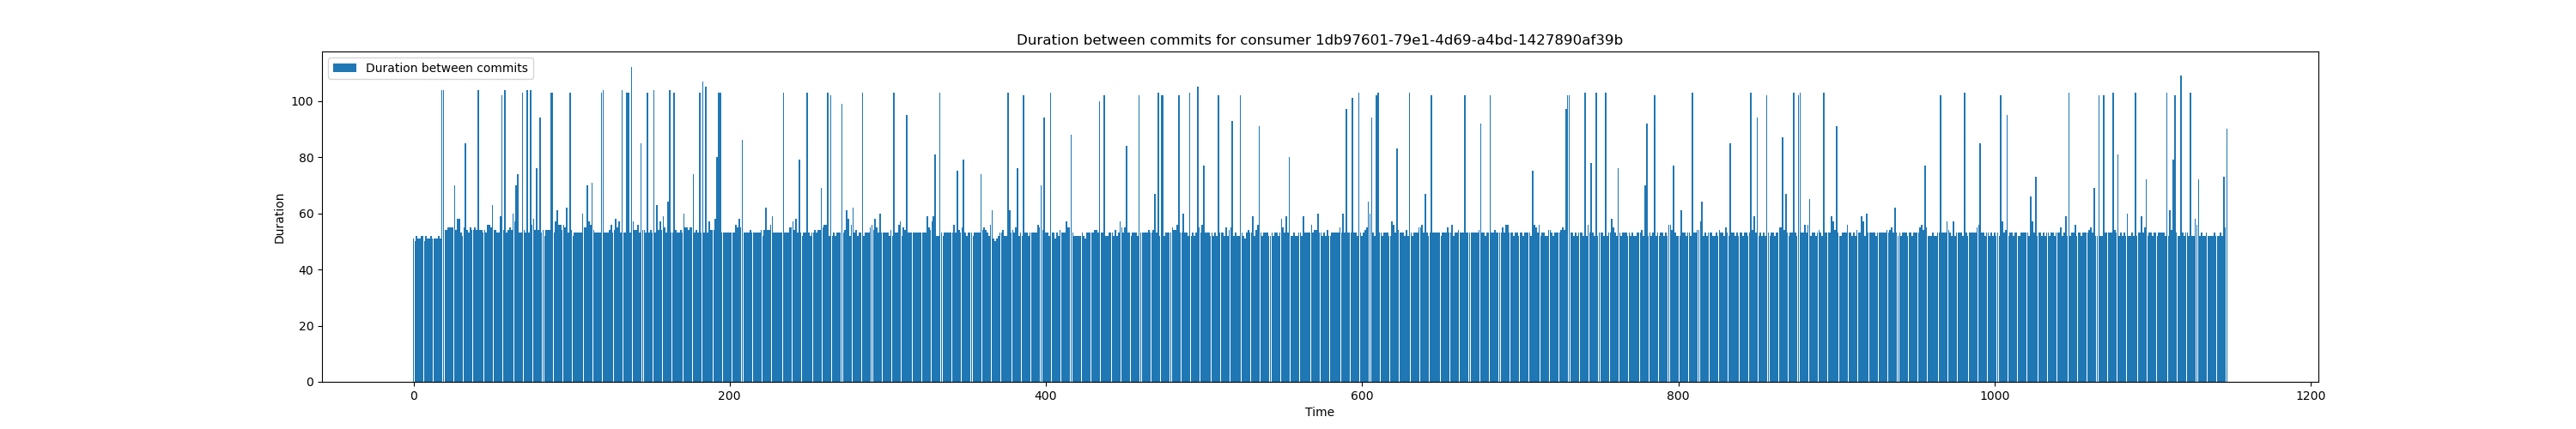 Duration between commits for consumer 1db97601-79e1-4d69-a4bd-1427890af39b
Duration between commits
100
80
60
40
20
0
Duration
0 200 400 600 800 1000 1200
Time